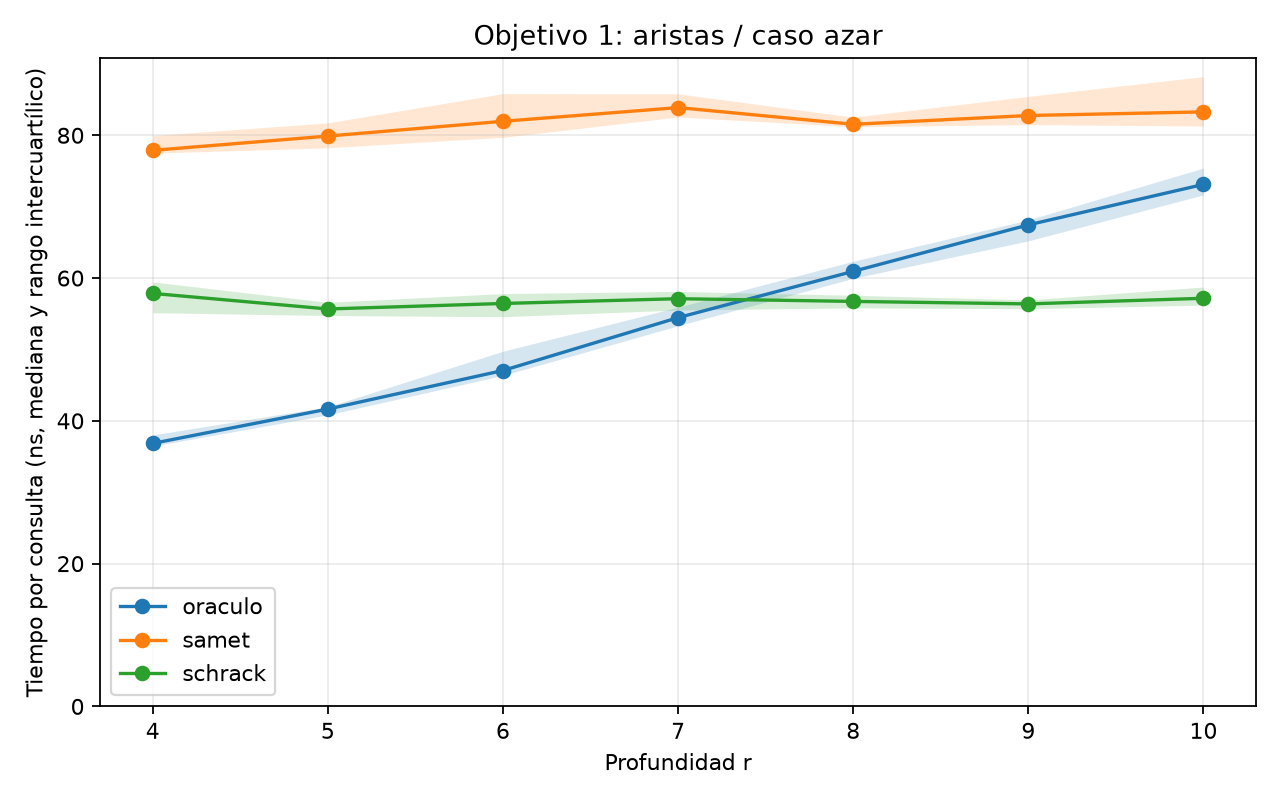 Objetivo 1: aristas / caso azar
Tiempo por consulta (ns, mediana y rango intercuartílico)
80
60
40
20
0
oraculo
samet
schrack
4 5 6 7 8 9 10
Profundidad r